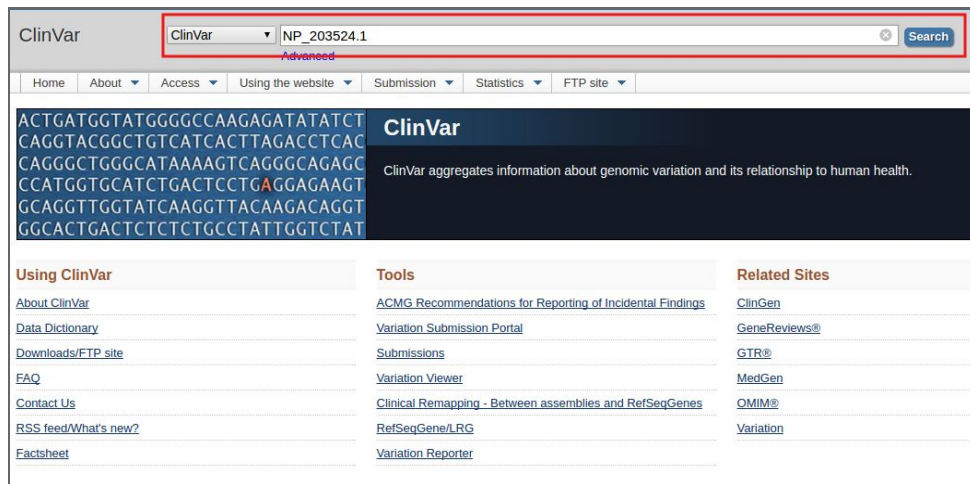 ClinVar
ClinVar NP_203524.1 Search
Advanced
Home About Access Using the website Submission Statistics FTP site
ACTGATGGTATGGGGCCAAGAGATATATCT
CAGGTACGGCTGTCATCACTTAGACCTCAC
CAGGGCTGGGCATAAAAGTCAGGGCAGAGC
CCATGGTGCATCTGACTCCTGAGGAGAAGT
GCAGGTTGGTATCAAGGTTACAAGACAGGT
GGCACTGACTCTCTCTGCCTATTGGTCTAT
ClinVar
ClinVar aggregates information about genomic variation and its relationship to human health.
Using ClinVar
About ClinVar
Data Dictionary
Downloads/FTP site
FAQ
Contact Us
RSS feed/What's new?
Factsheet
Tools
ACMG Recommendations for Reporting of Incidental Findings
Variation Submission Portal
Submissions
Variation Viewer
Clinical Remapping - Between assemblies and RefSeqGenes
RefSeqGene/LRG
Variation Reporter
Related Sites
ClinGen
GeneReviews®
GTR®
MedGen
OMIM®
Variation